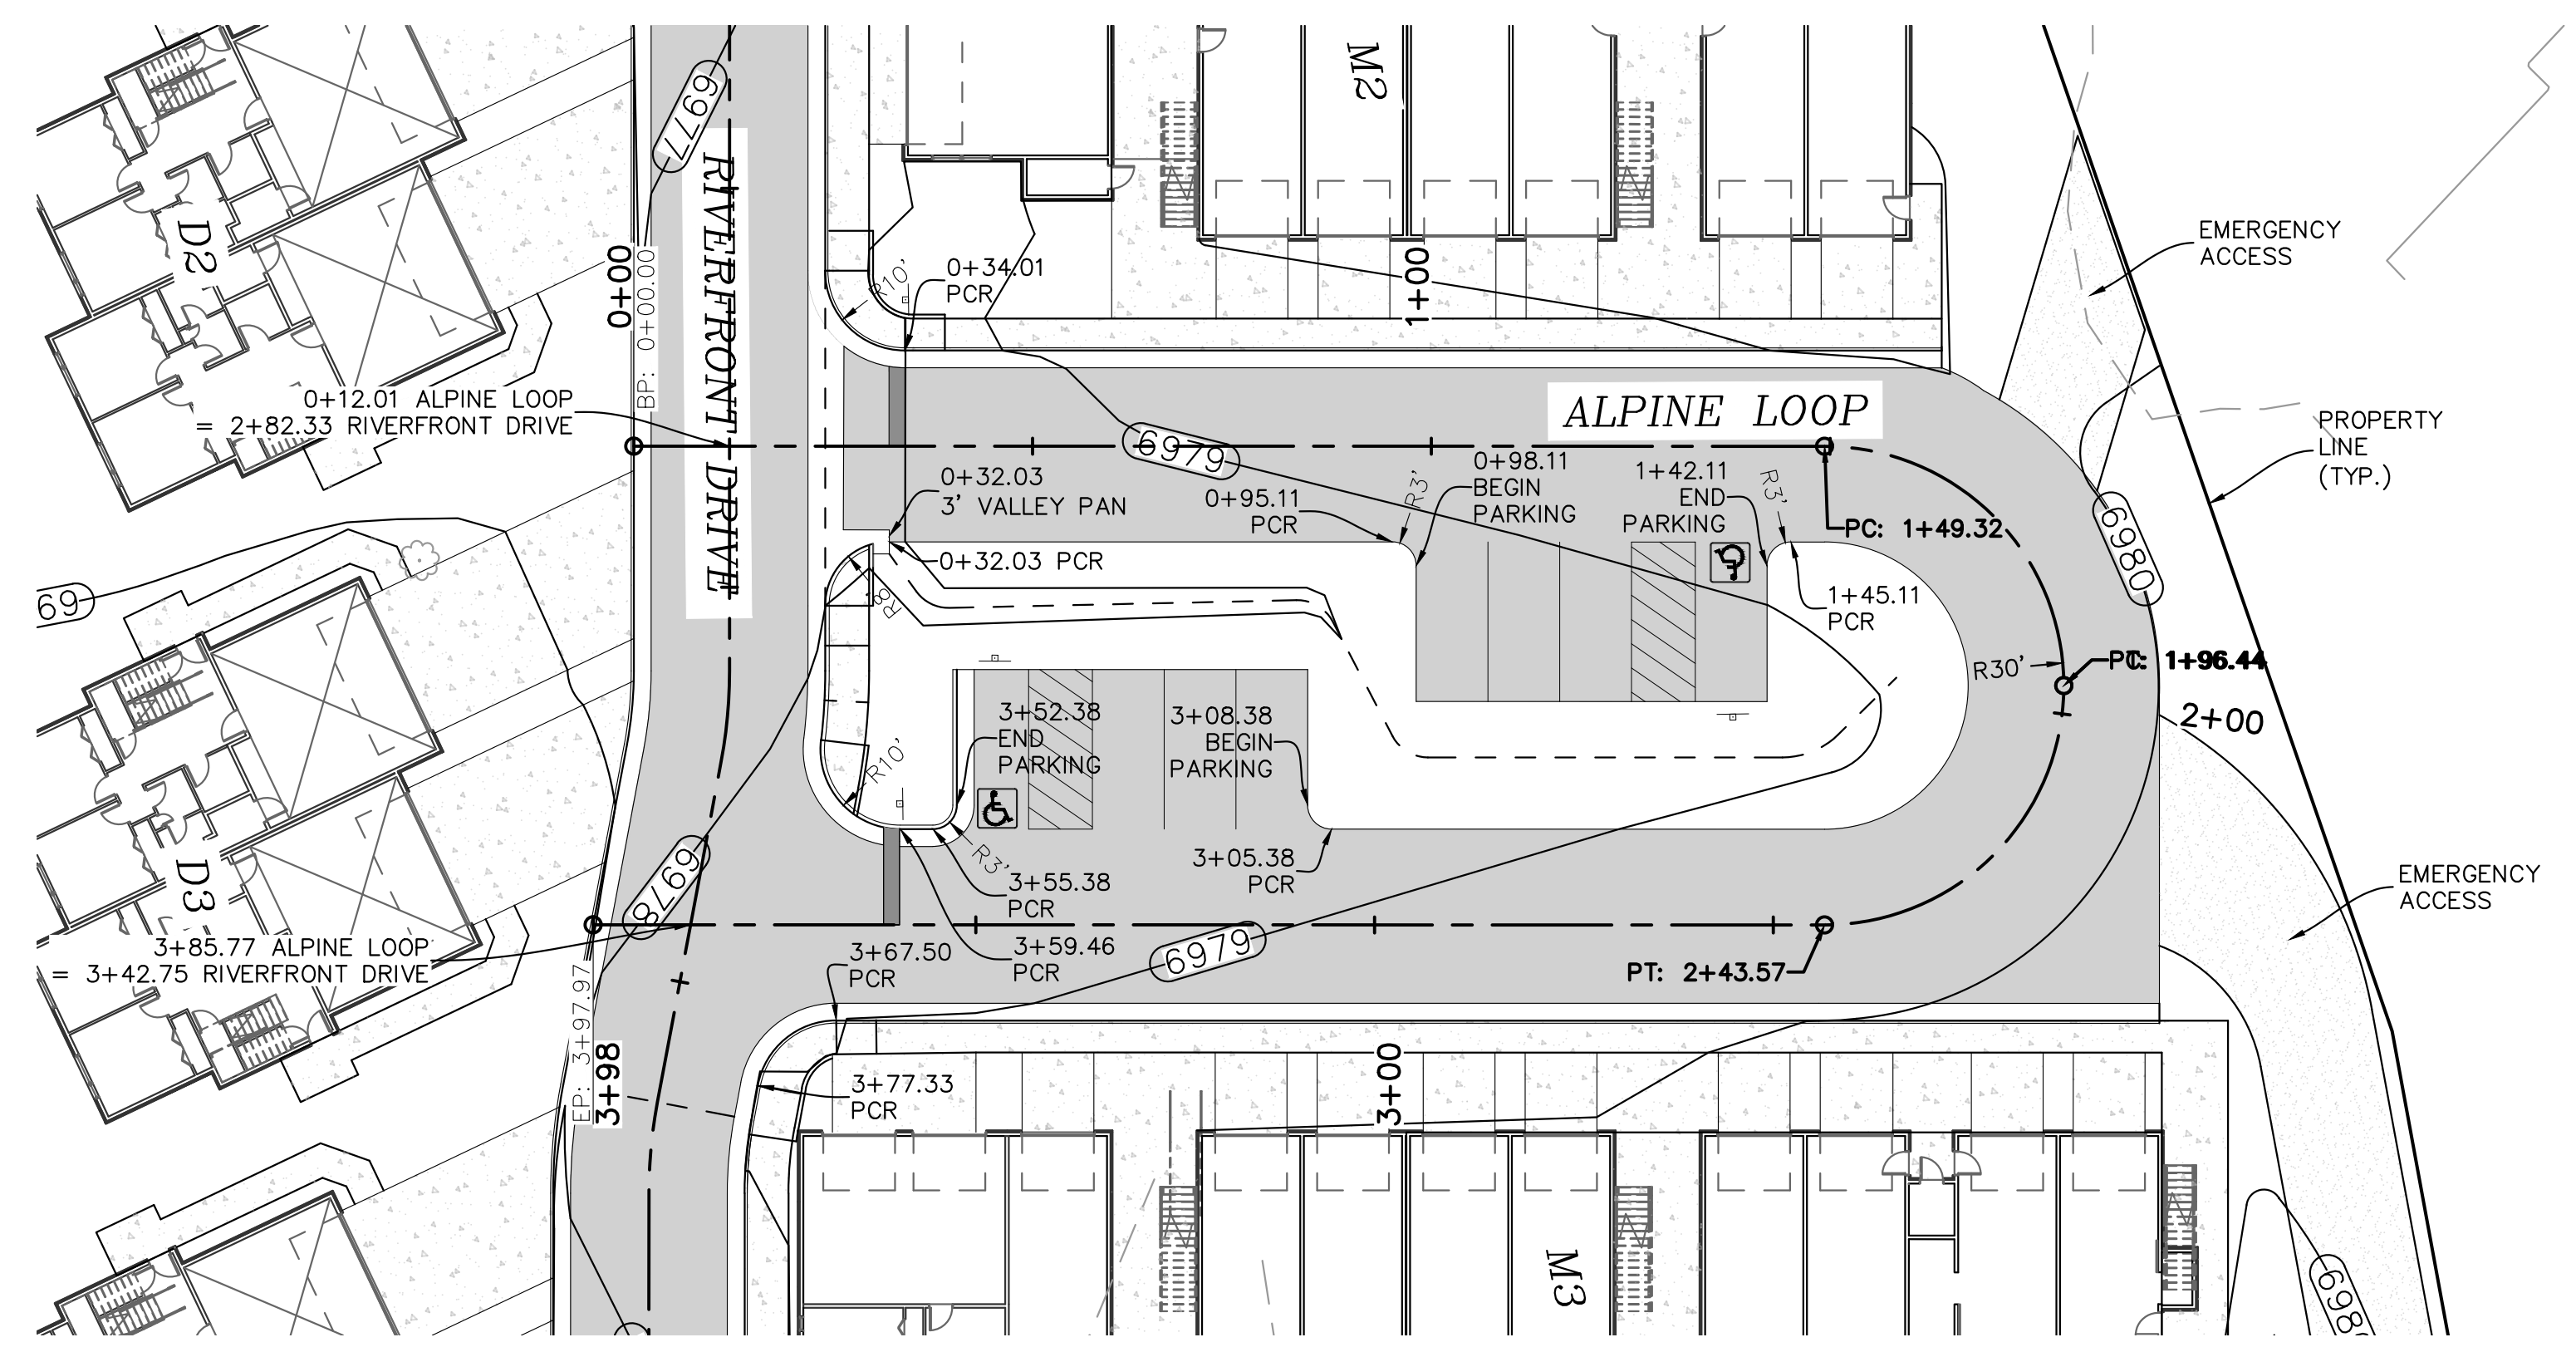 M2
6977
RIVERFRONT DRIVE
D2
0+00
BP: 0+00.00
R10'
0+34.01
PCR
1+00
EMERGENCY
ACCESS
0+12.01 ALPINE LOOP
= 2+82.33 RIVERFRONT DRIVE
ALPINE LOOP
PROPERTY
LINE
(TYP.)
6979
0+32.03
3' VALLEY PAN
0+95.11
PCR
R3'
0+98.11
BEGIN
PARKING
1+42.11
END
PARKING
R3'
PC: 1+49.32
6980
0+32.03 PCR
69
1+45.11
PCR
R30'
1+96.44
2+00
3+52.38
END
PARKING
3+08.38
BEGIN
PARKING
R10'
D3
6978
R3'
3+55.38
PCR
3+05.38
PCR
EMERGENCY
ACCESS
3+85.77 ALPINE LOOP
= 3+42.75 RIVERFRONT DRIVE
3+67.50
PCR
3+59.46
PCR
6979
PT: 2+43.57
EP: 3+97.97
3+98
3+77.33
PCR
3+00
M3